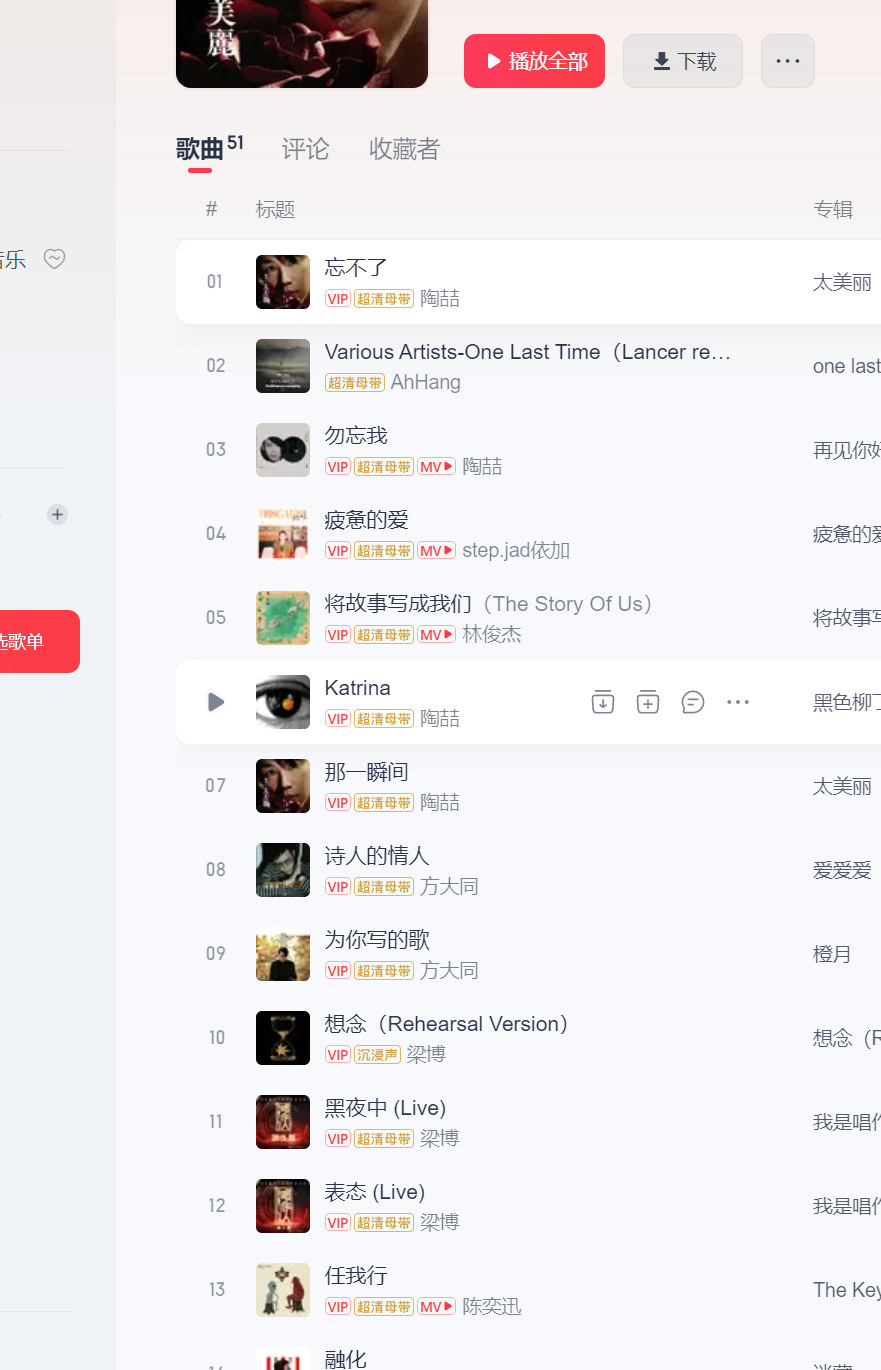 美
麗
播放全部
下载
歌曲 51
评论
收藏者
# 标题 专辑
音乐
01 忘不了 太美丽
VIP 超清母带 陶喆
02 Various Artists-One Last Time（Lancer re… one last
超清母带 AhHang
03 勿忘我 再见你好
VIP 超清母带 MV 陶喆
04 疲惫的爱 疲惫的爱
VIP 超清母带 MV step.jad依加
05 将故事写成我们（The Story Of Us） 将故事写
VIP 超清母带 MV 林俊杰
选歌单
Katrina 黑色柳丁
VIP 超清母带 陶喆
07 那一瞬间 太美丽
VIP 超清母带 陶喆
08 诗人的情人 爱爱爱
VIP 超清母带 方大同
09 为你写的歌 橙月
VIP 超清母带 方大同
10 想念（Rehearsal Version） 想念（R
VIP 沉浸声 梁博
11 黑夜中 (Live) 我是唱作
VIP 超清母带 梁博
12 表态 (Live) 我是唱作
VIP 超清母带 梁博
13 任我行 The Key
VIP 超清母带 MV 陈奕迅
融化